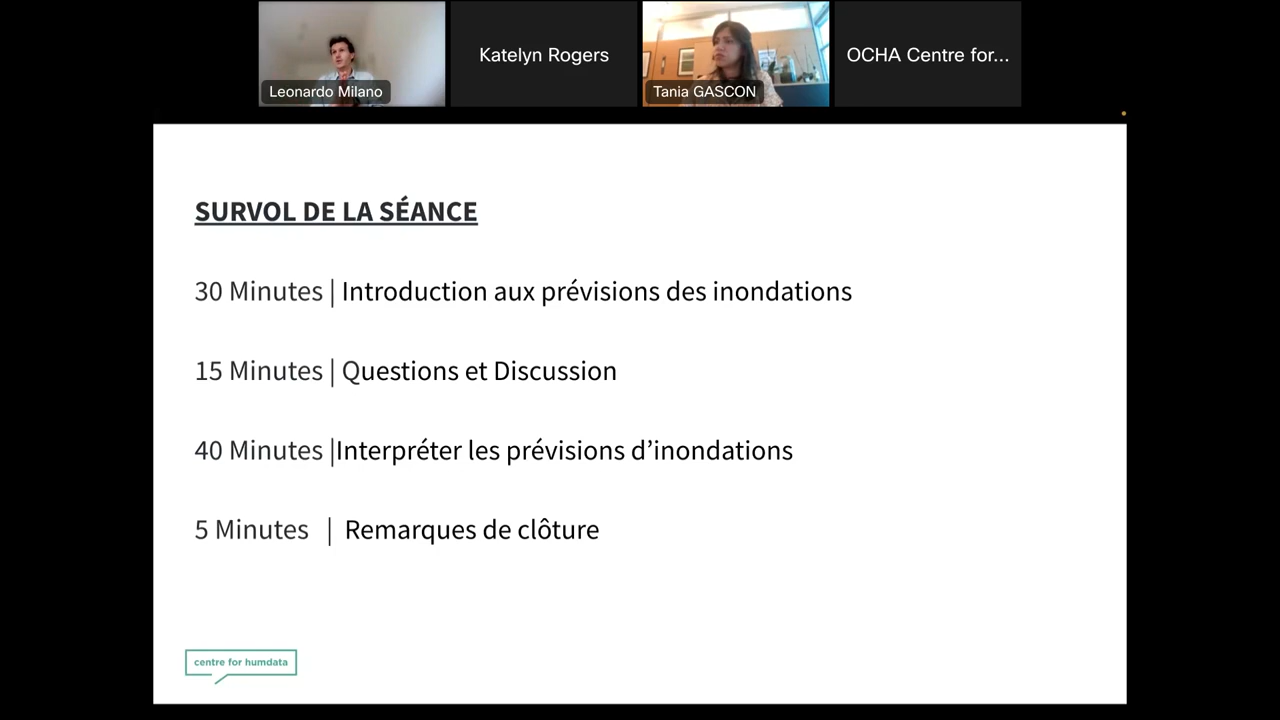 Leonardo Milano
Katelyn Rogers
Tania GASCON
OCHA Centre for...
SURVOL DE LA SÉANCE
30 Minutes | Introduction aux prévisions des inondations
15 Minutes | Questions et Discussion
40 Minutes |Interpréter les prévisions d’inondations
5 Minutes | Remarques de clôture
centre for humdata